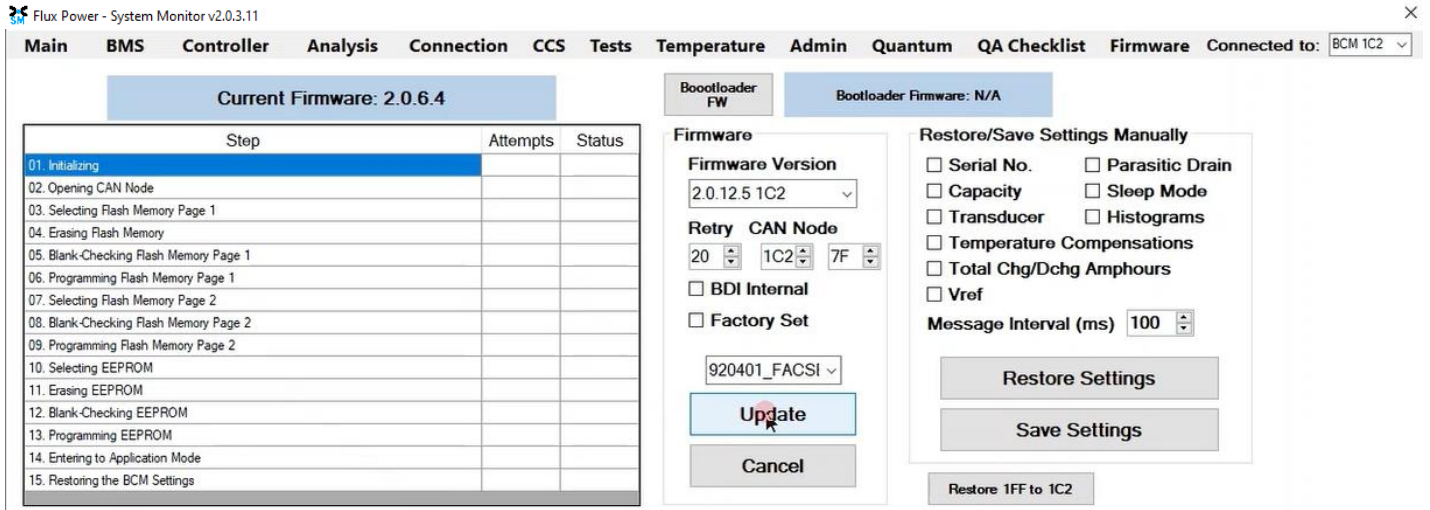 Flux Power - System Monitor v2.0.3.11
Main BMS Controller Analysis Connection CCS Tests Temperature Admin Quantum QA Checklist Firmware Connected to: BCM 1C2
Current Firmware: 2.0.6.4
Boootloader
FW
Bootloader Firmware: N/A
Step Attempts Status
01. Initializing
02. Opening CAN Node
03. Selecting Flash Memory Page 1
04. Erasing Flash Memory
05. Blank-Checking Flash Memory Page 1
06. Programming Flash Memory Page 1
07. Selecting Flash Memory Page 2
08. Blank-Checking Flash Memory Page 2
09. Programming Flash Memory Page 2
10. Selecting EEPROM
11. Erasing EEPROM
12. Blank-Checking EEPROM
13. Programming EEPROM
14. Entering to Application Mode
15. Restoring the BCM Settings
Firmware
Firmware Version
2.0.12.5 1C2
Retry CAN Node
20 1C2 7F
BDI Internal
Factory Set
920401_FACSI
Update
Cancel
Restore/Save Settings Manually
Serial No. Parasitic Drain
Capacity Sleep Mode
Transducer Histograms
Temperature Compensations
Total Chg/Dchg Amphours
Vref
Message Interval (ms) 100
Restore Settings
Save Settings
Restore 1FF to 1C2